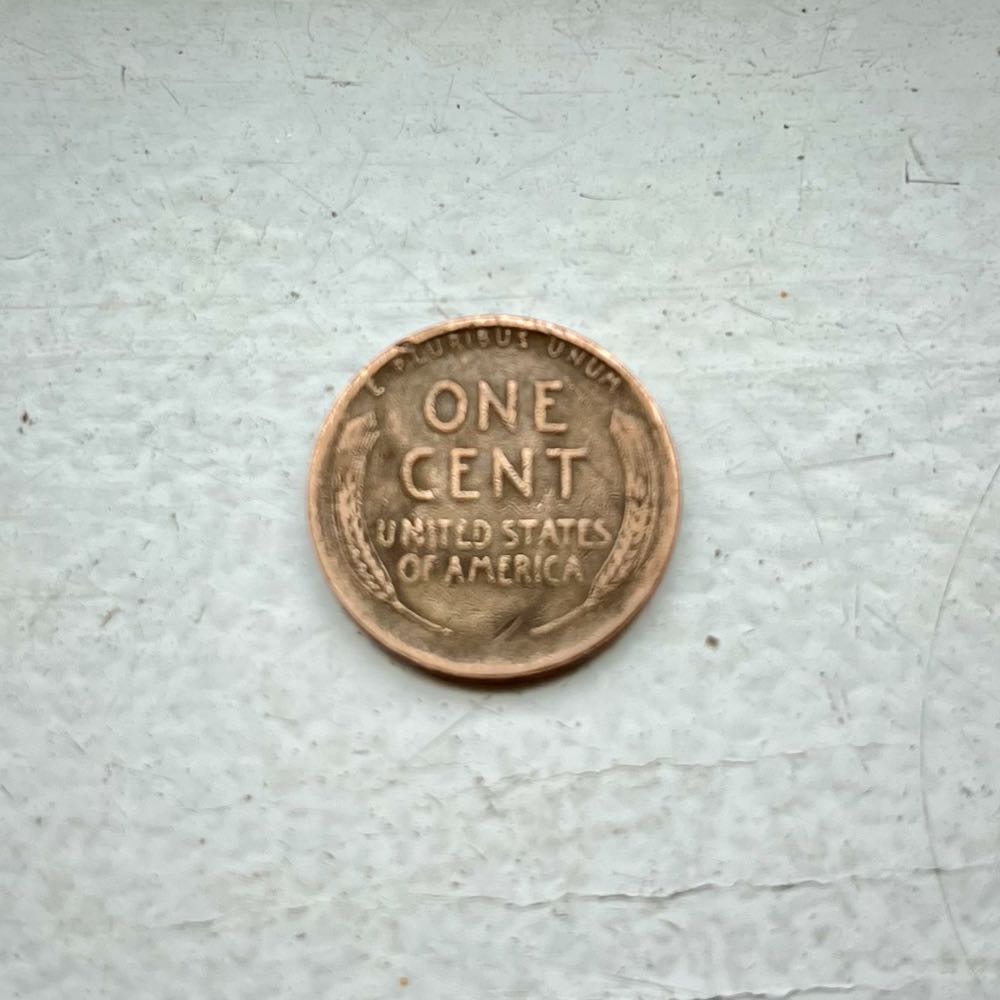 E PLURIBUS UNUM
ONE
CENT
UNITED STATES
OF AMERICA